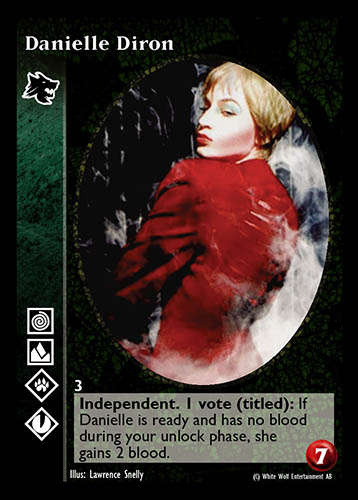 Danielle Diron
3
Independent. 1 vote (titled): If
Danielle is ready and has no blood
during your unlock phase, she
gains 2 blood.
7
Illus: Lawrence Snelly
(C) White Wolf Entertainment AB